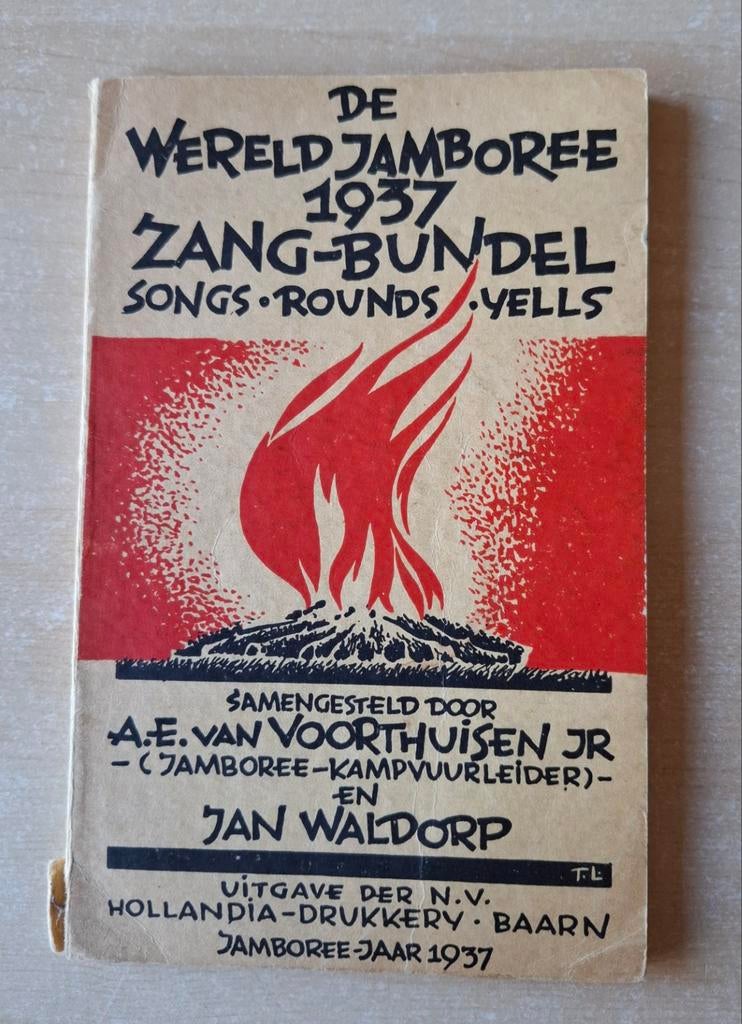 DE
WERELD JAMBOREE
1937
ZANG-BUNDEL
SONGS · ROUNDS · YELLS
SAMENGESTELD DOOR
A.E. VAN VOORTHUISEN JR
-(JAMBOREE-KAMPVUURLEIDER)-
EN
JAN WALDORP
T.L.
UITGAVE DER N.V.
HOLLANDIA-DRUKKERY · BAARN
JAMBOREE-JAAR 1937